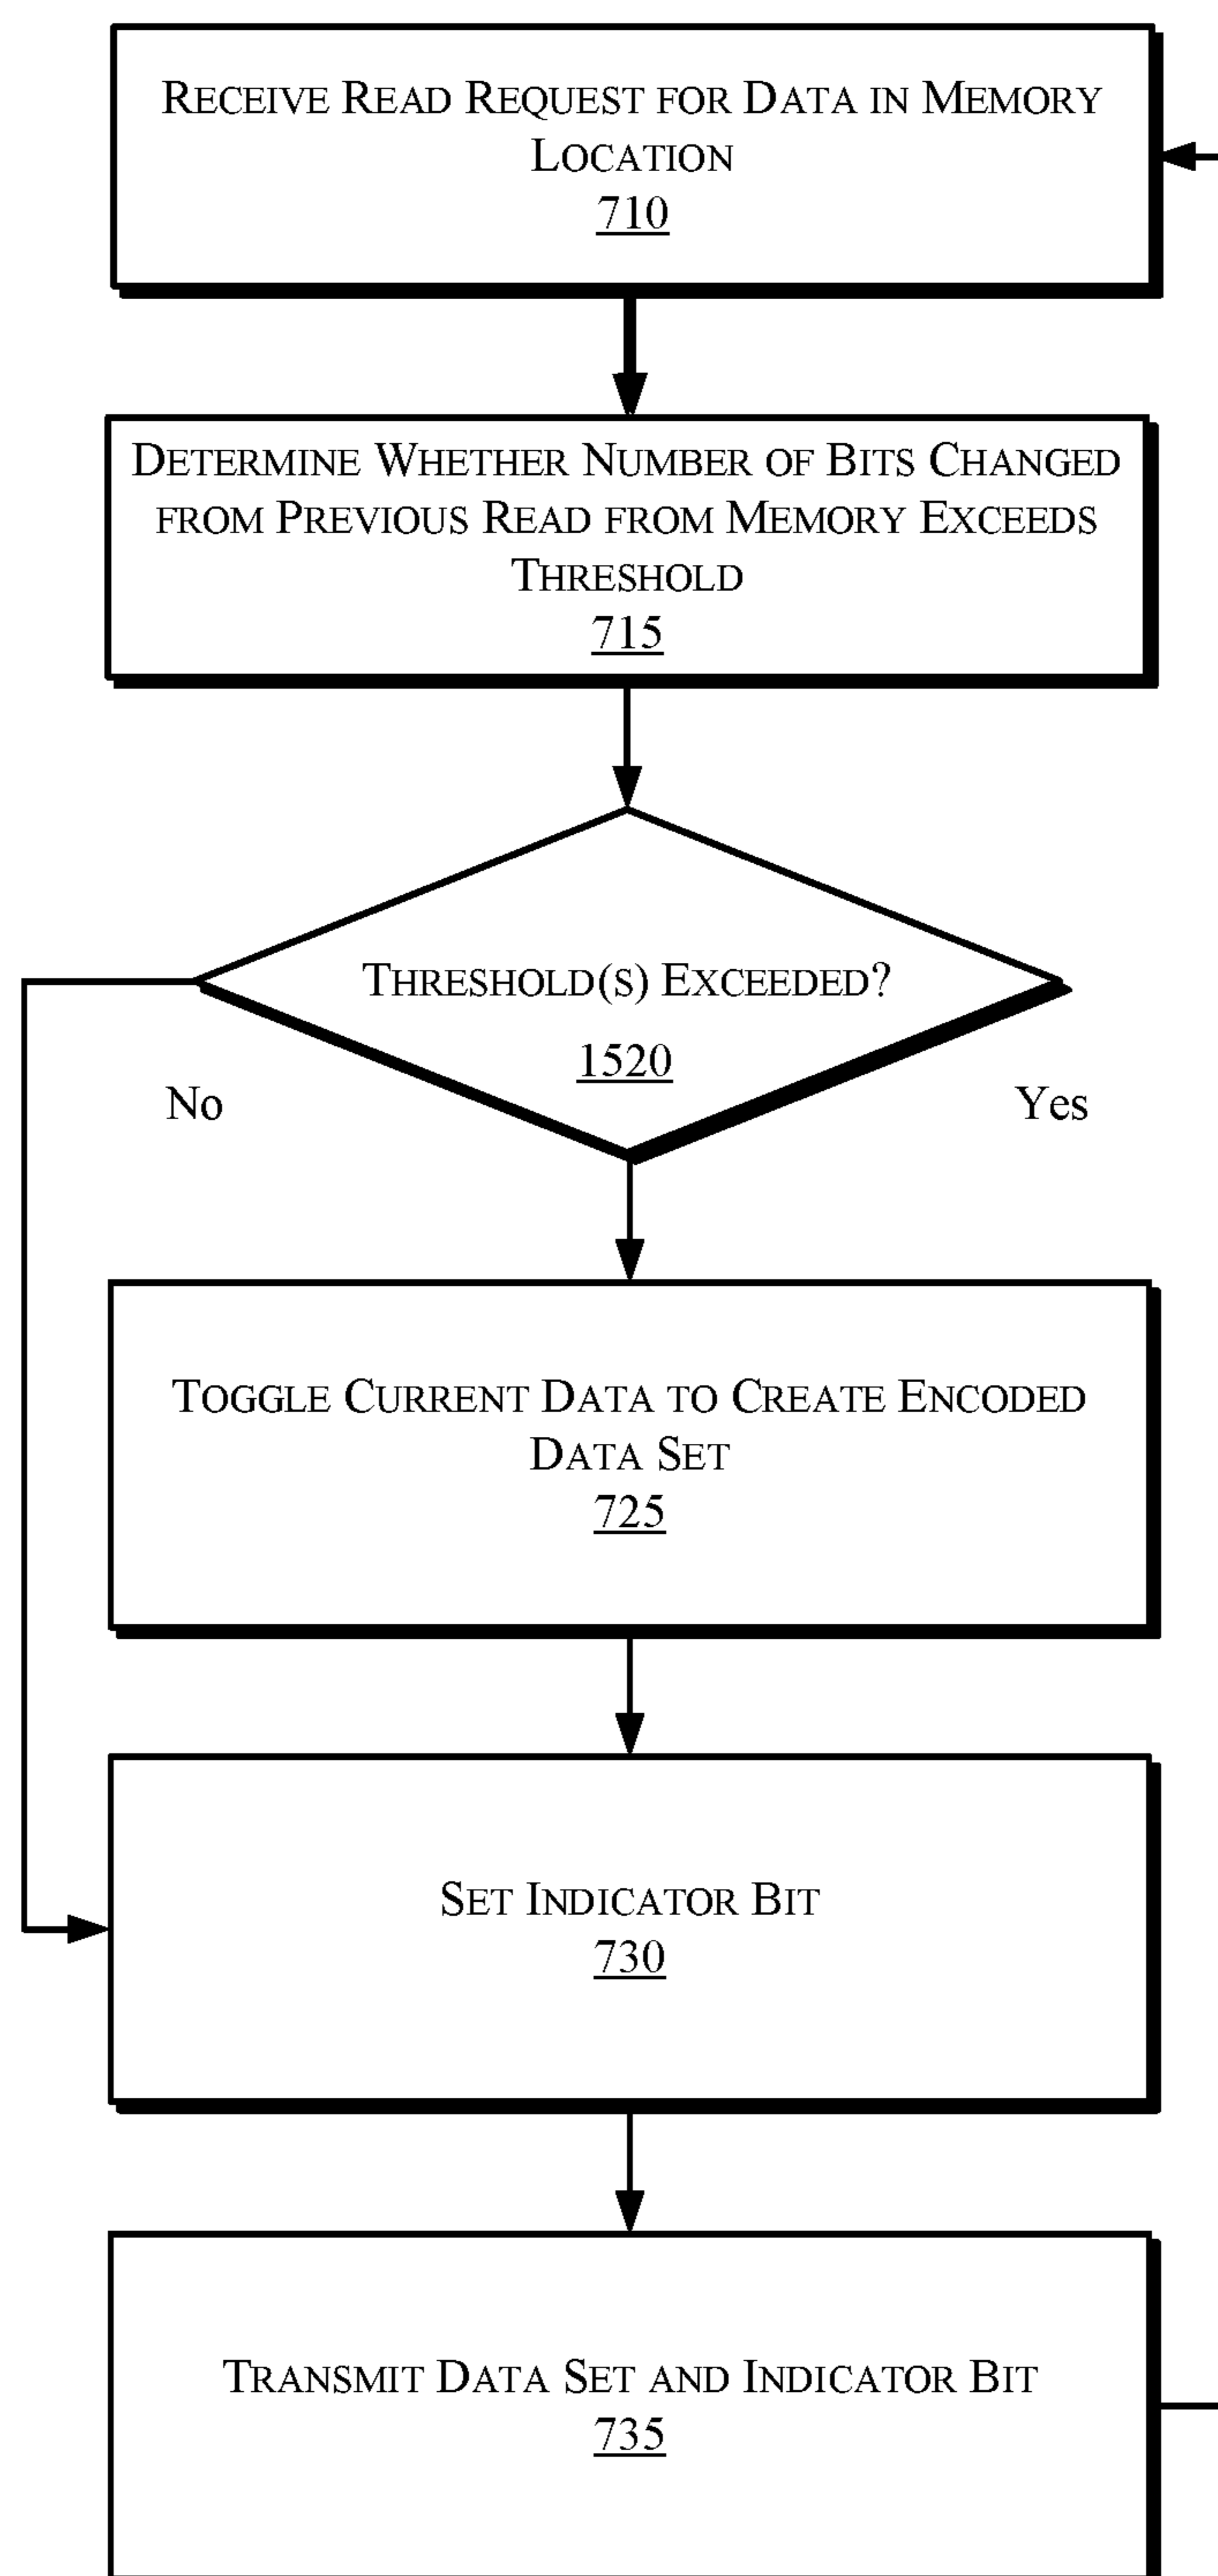 RECEIVE READ REQUEST FOR DATA IN MEMORY
LOCATION
710
DETERMINE WHETHER NUMBER OF BITS CHANGED
FROM PREVIOUS READ FROM MEMORY EXCEEDS
THRESHOLD
715
THRESHOLD(S) EXCEEDED?
1520
No
Yes
TOGGLE CURRENT DATA TO CREATE ENCODED
DATA SET
725
SET INDICATOR BIT
730
TRANSMIT DATA SET AND INDICATOR BIT
735